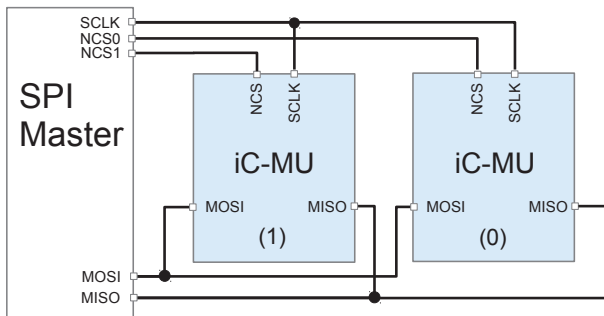 SCLK
NCS0
NCS1
SPI
Master
NCS
SCLK
iC-MU
MOSI
MISO
(1)
NCS
SCLK
iC-MU
MOSI
MISO
(0)
MOSI
MISO